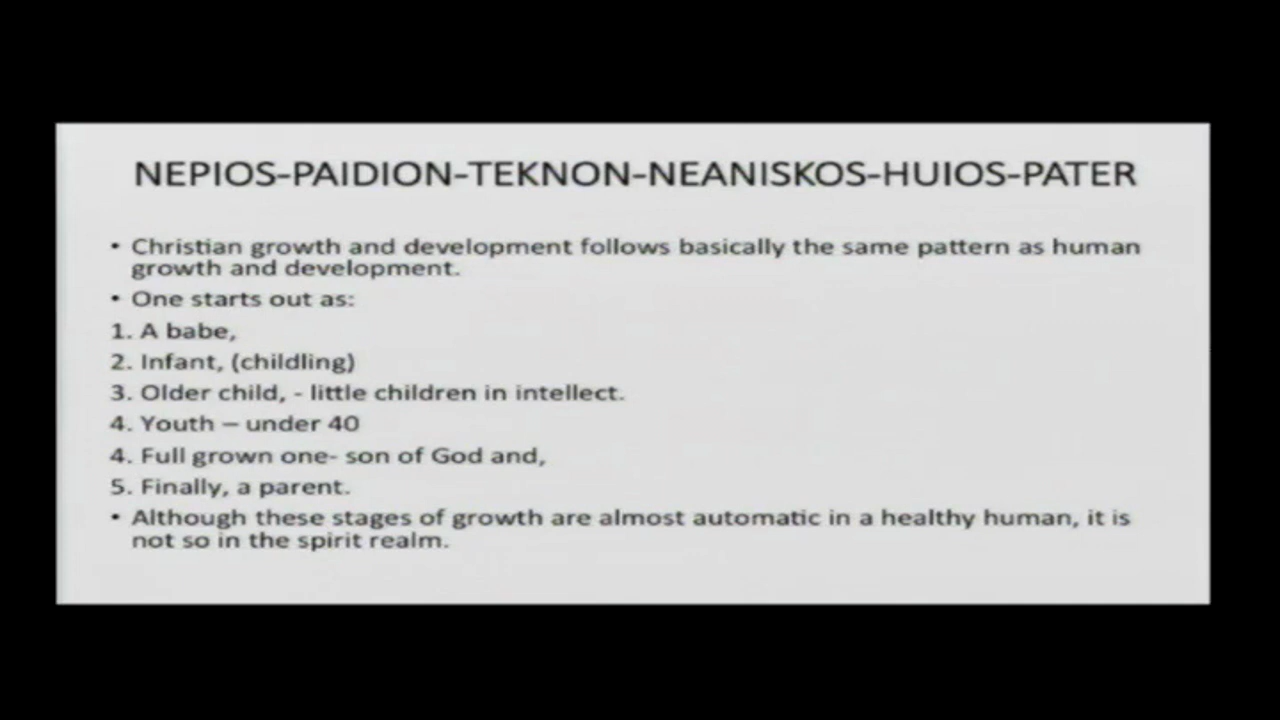 NEPIOS-PAIDION-TEKNON-NEANISKOS-HUIOS-PATER
• Christian growth and development follows basically the same pattern as human
growth and development.
• One starts out as:
1. A babe,
2. Infant, (childling)
3. Older child, - little children in intellect.
4. Youth – under 40
4. Full grown one- son of God and,
5. Finally, a parent.
• Although these stages of growth are almost automatic in a healthy human, it is
not so in the spirit realm.